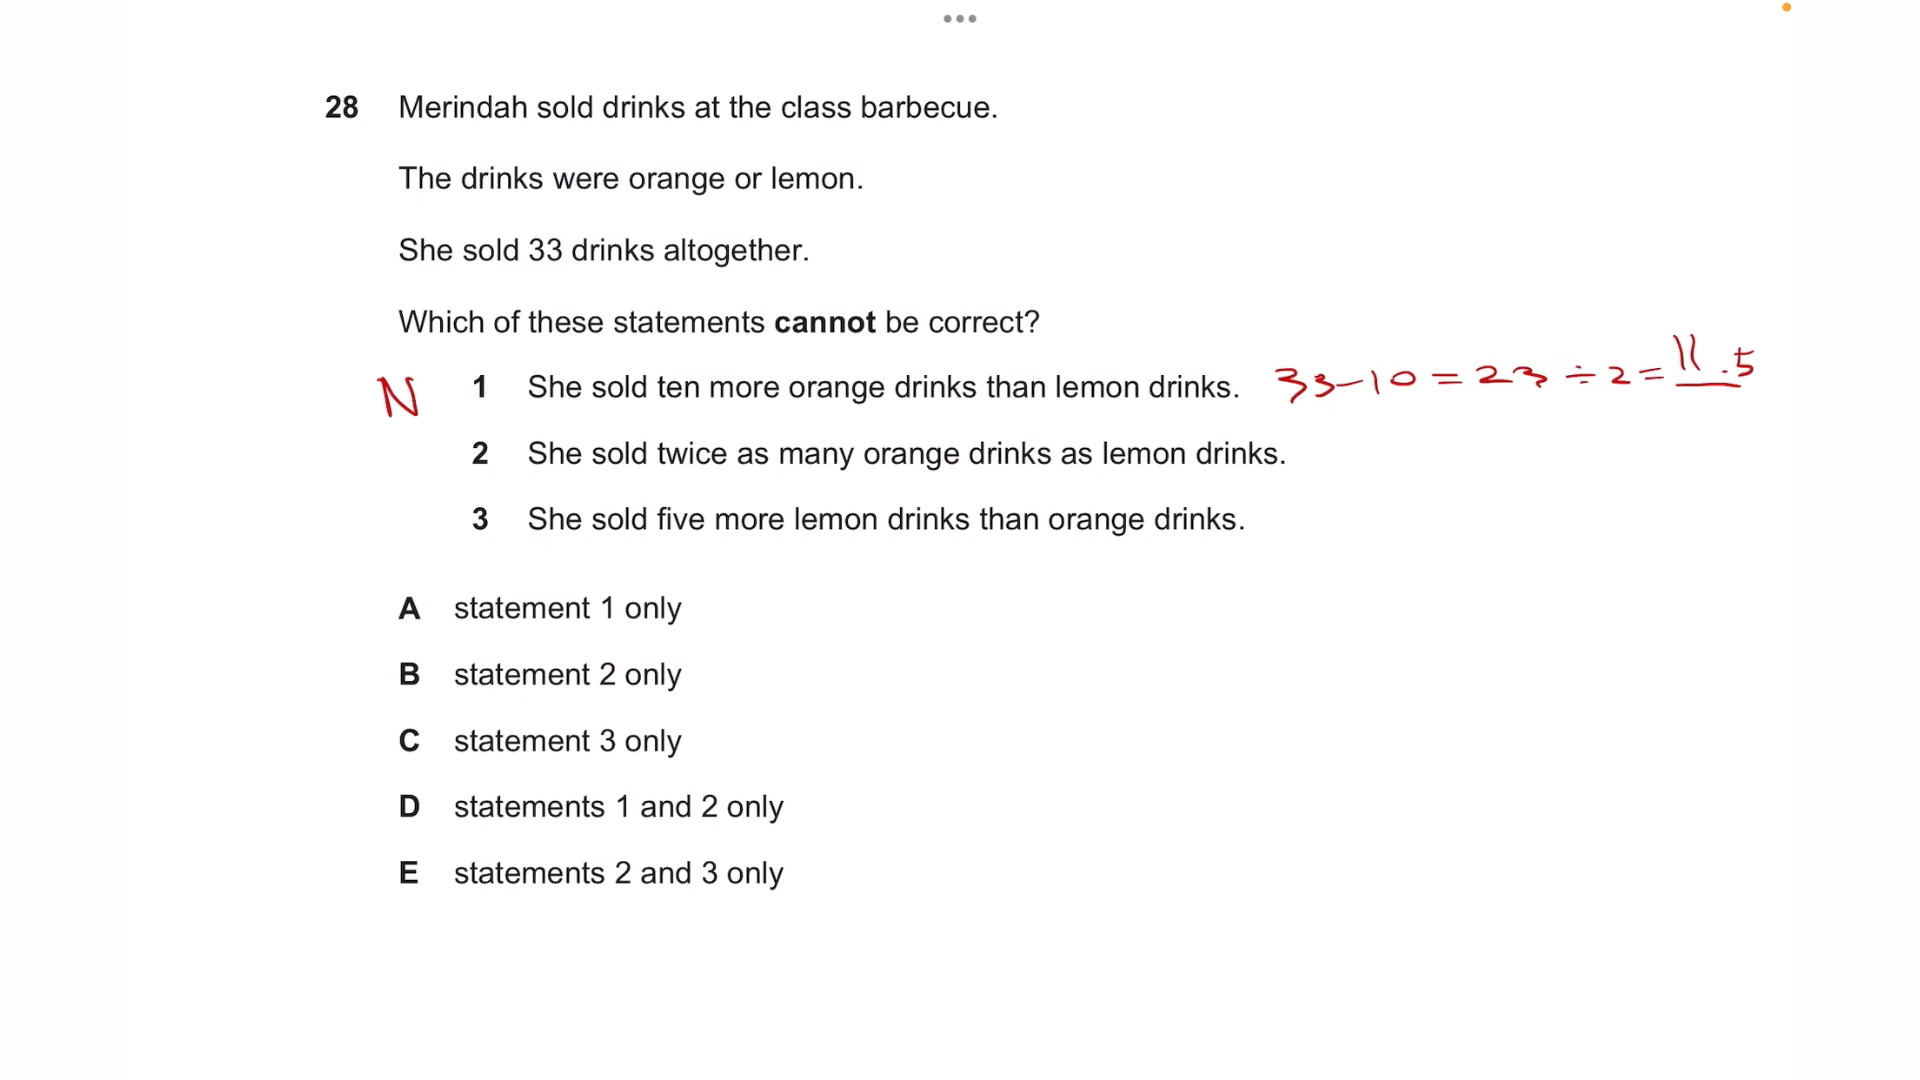 28 Merindah sold drinks at the class barbecue.
The drinks were orange or lemon.
She sold 33 drinks altogether.
Which of these statements cannot be correct?
N 1 She sold ten more orange drinks than lemon drinks. 33-10=23÷2=11.5
2 She sold twice as many orange drinks as lemon drinks.
3 She sold five more lemon drinks than orange drinks.
A statement 1 only
B statement 2 only
C statement 3 only
D statements 1 and 2 only
E statements 2 and 3 only